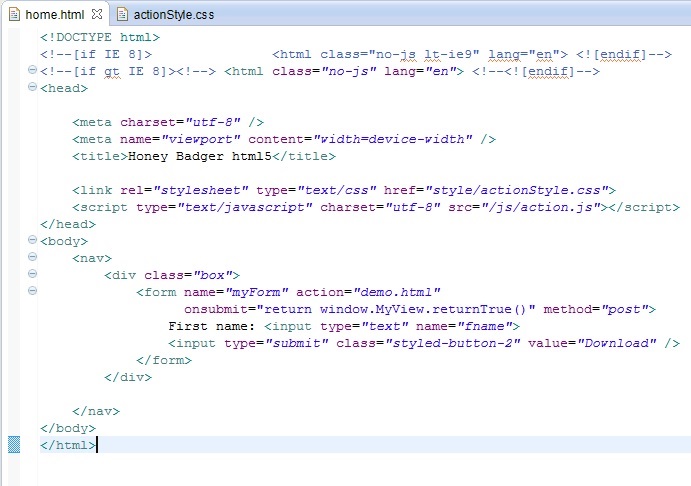 home.html actionStyle.css
<!DOCTYPE html>
<!--[if IE 8]>               <html class="no-js lt-ie9" lang="en"> <![endif]-->
<!--[if gt IE 8]><!--> <html class="no-js" lang="en"> <!--<![endif]-->
<head>
    <meta charset="utf-8" />
    <meta name="viewport" content="width=device-width" />
    <title>Honey Badger html5</title>
    <link rel="stylesheet" type="text/css" href="style/actionStyle.css">
    <script type="text/javascript" charset="utf-8" src="/js/action.js"></script>
</head>
<body>
    <nav>
        <div class="box">
            <form name="myForm" action="demo.html"
                  onsubmit="return window.MyView.returnTrue()" method="post">
                First name: <input type="text" name="fname">
                <input type="submit" class="styled-button-2" value="Download" />
            </form>
        </div>
    </nav>
</body>
</html>